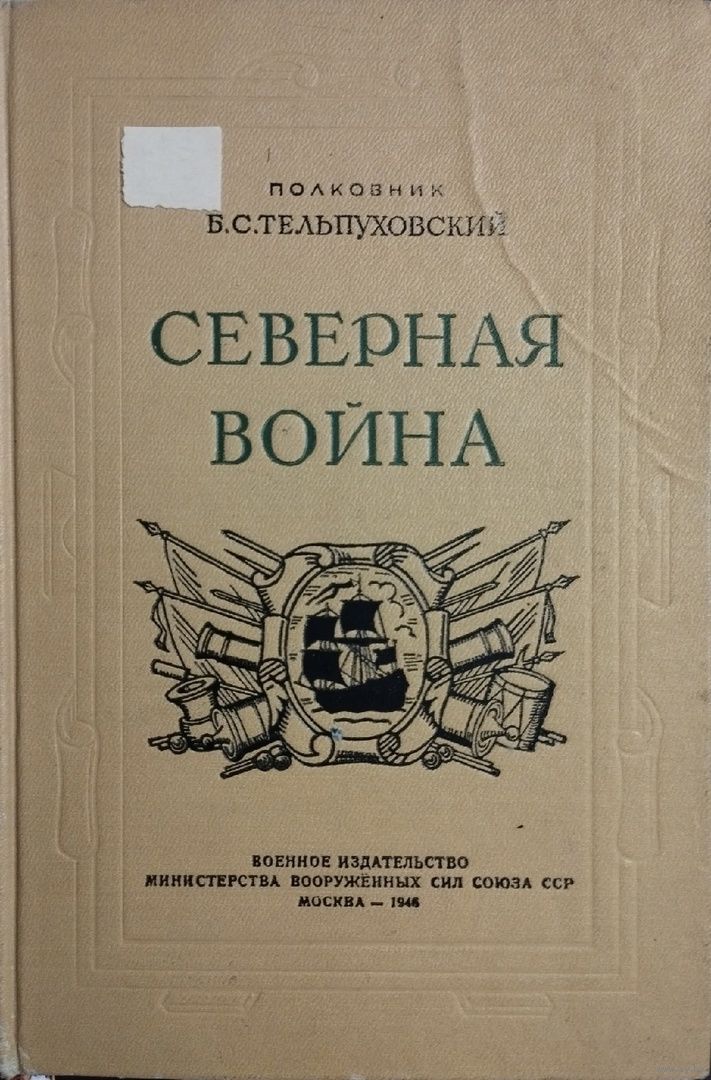 ПОЛКОВНИК
Б.С.ТЕЛЬПУХОВСКИЙ
СЕВЕРНАЯ
ВОЙНА
ВОЕННОЕ ИЗДАТЕЛЬСТВО
МИНИСТЕРСТВА ВООРУЖЁННЫХ СИЛ СОЮЗА ССР
МОСКВА — 1946